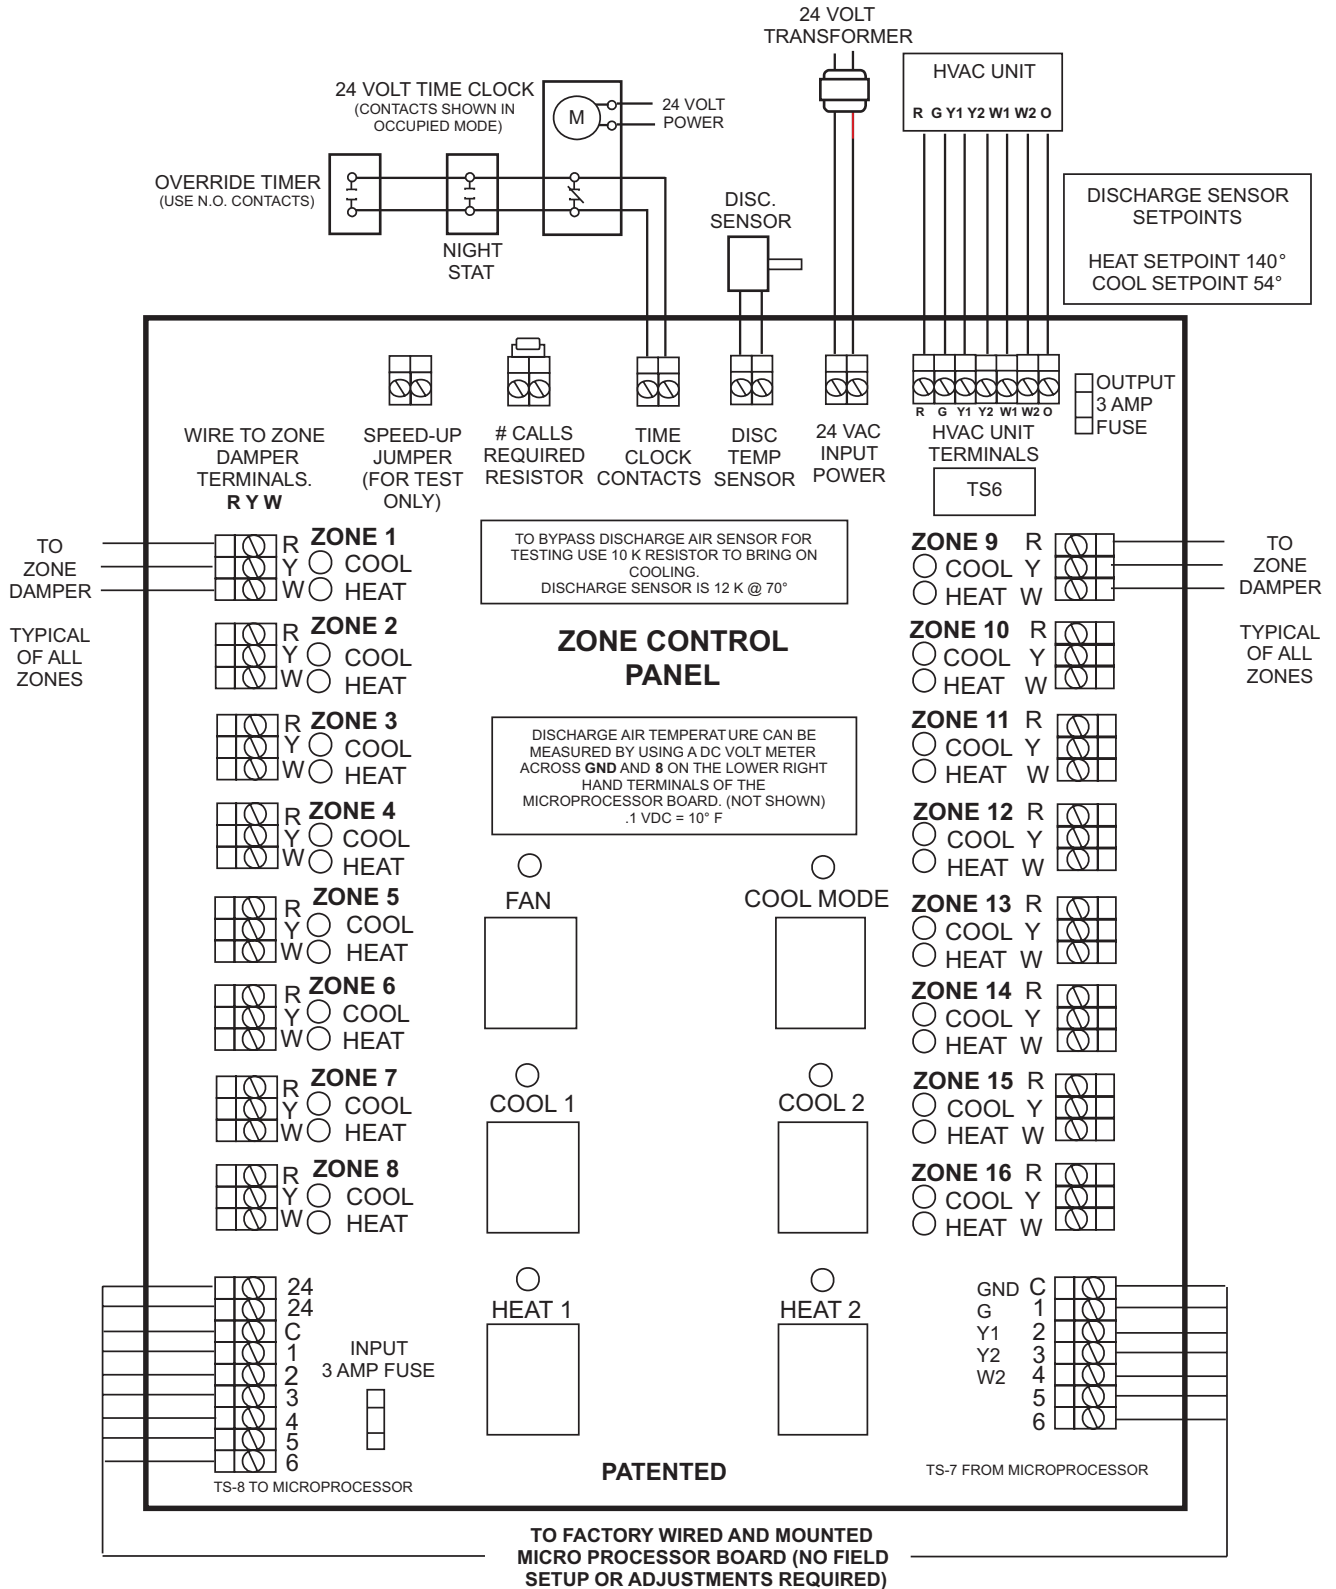 24 VOLT
TRANSFORMER
HVAC UNIT
R G Y1 Y2 W1 W2 O
24 VOLT TIME CLOCK
(CONTACTS SHOWN IN
OCCUPIED MODE)
M
24 VOLT
POWER
OVERRIDE TIMER
(USE N.O. CONTACTS)
NIGHT
STAT
DISC.
SENSOR
DISCHARGE SENSOR
SETPOINTS
HEAT SETPOINT 140°
COOL SETPOINT 54°
WIRE TO ZONE
DAMPER
TERMINALS.
R Y W
SPEED-UP
JUMPER
(FOR TEST
ONLY)
# CALLS
REQUIRED
RESISTOR
TIME
CLOCK
CONTACTS
DISC
TEMP
SENSOR
24 VAC
INPUT
POWER
R G Y1 Y2 W1 W2 O
HVAC UNIT
TERMINALS
TS6
OUTPUT
3 AMP
FUSE
TO
ZONE
DAMPER
TYPICAL
OF ALL
ZONES
R ZONE 1
Y COOL
W HEAT
R ZONE 2
Y COOL
W HEAT
R ZONE 3
Y COOL
W HEAT
R ZONE 4
Y COOL
W HEAT
R ZONE 5
Y COOL
W HEAT
R ZONE 6
Y COOL
W HEAT
R ZONE 7
Y COOL
W HEAT
R ZONE 8
Y COOL
W HEAT
TO BYPASS DISCHARGE AIR SENSOR FOR
TESTING USE 10 K RESISTOR TO BRING ON
COOLING.
DISCHARGE SENSOR IS 12 K @ 70°
ZONE CONTROL
PANEL
DISCHARGE AIR TEMPERATURE CAN BE
MEASURED BY USING A DC VOLT METER
ACROSS GND AND 8 ON THE LOWER RIGHT
HAND TERMINALS OF THE
MICROPROCESSOR BOARD. (NOT SHOWN)
.1 VDC = 10° F
FAN
COOL MODE
COOL 1
COOL 2
HEAT 1
HEAT 2
ZONE 9 R
COOL Y
HEAT W
ZONE 10 R
COOL Y
HEAT W
ZONE 11 R
COOL Y
HEAT W
ZONE 12 R
COOL Y
HEAT W
ZONE 13 R
COOL Y
HEAT W
ZONE 14 R
COOL Y
HEAT W
ZONE 15 R
COOL Y
HEAT W
ZONE 16 R
COOL Y
HEAT W
TO
ZONE
DAMPER
TYPICAL
OF ALL
ZONES
24
24
C
1
2
3
4
5
6
TS-8 TO MICROPROCESSOR
INPUT
3 AMP FUSE
PATENTED
GND C
G 1
Y1 2
Y2 3
W2 4
5
6
TS-7 FROM MICROPROCESSOR
TO FACTORY WIRED AND MOUNTED
MICRO PROCESSOR BOARD (NO FIELD
SETUP OR ADJUSTMENTS REQUIRED)